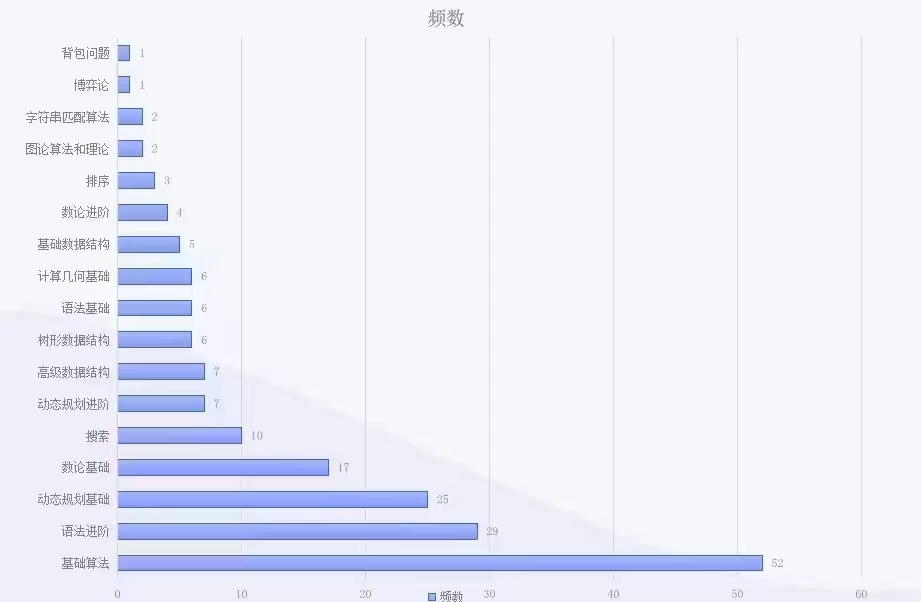 频数
背包问题 1
博弈论 1
字符串匹配算法 2
图论算法和理论 2
排序 3
数论进阶 4
基础数据结构 5
计算几何基础 6
语法基础 6
树形数据结构 6
高级数据结构 7
动态规划进阶 7
搜索 10
数论基础 17
动态规划基础 25
语法进阶 29
基础算法 52
0 10 20 30 40 50 60
频数